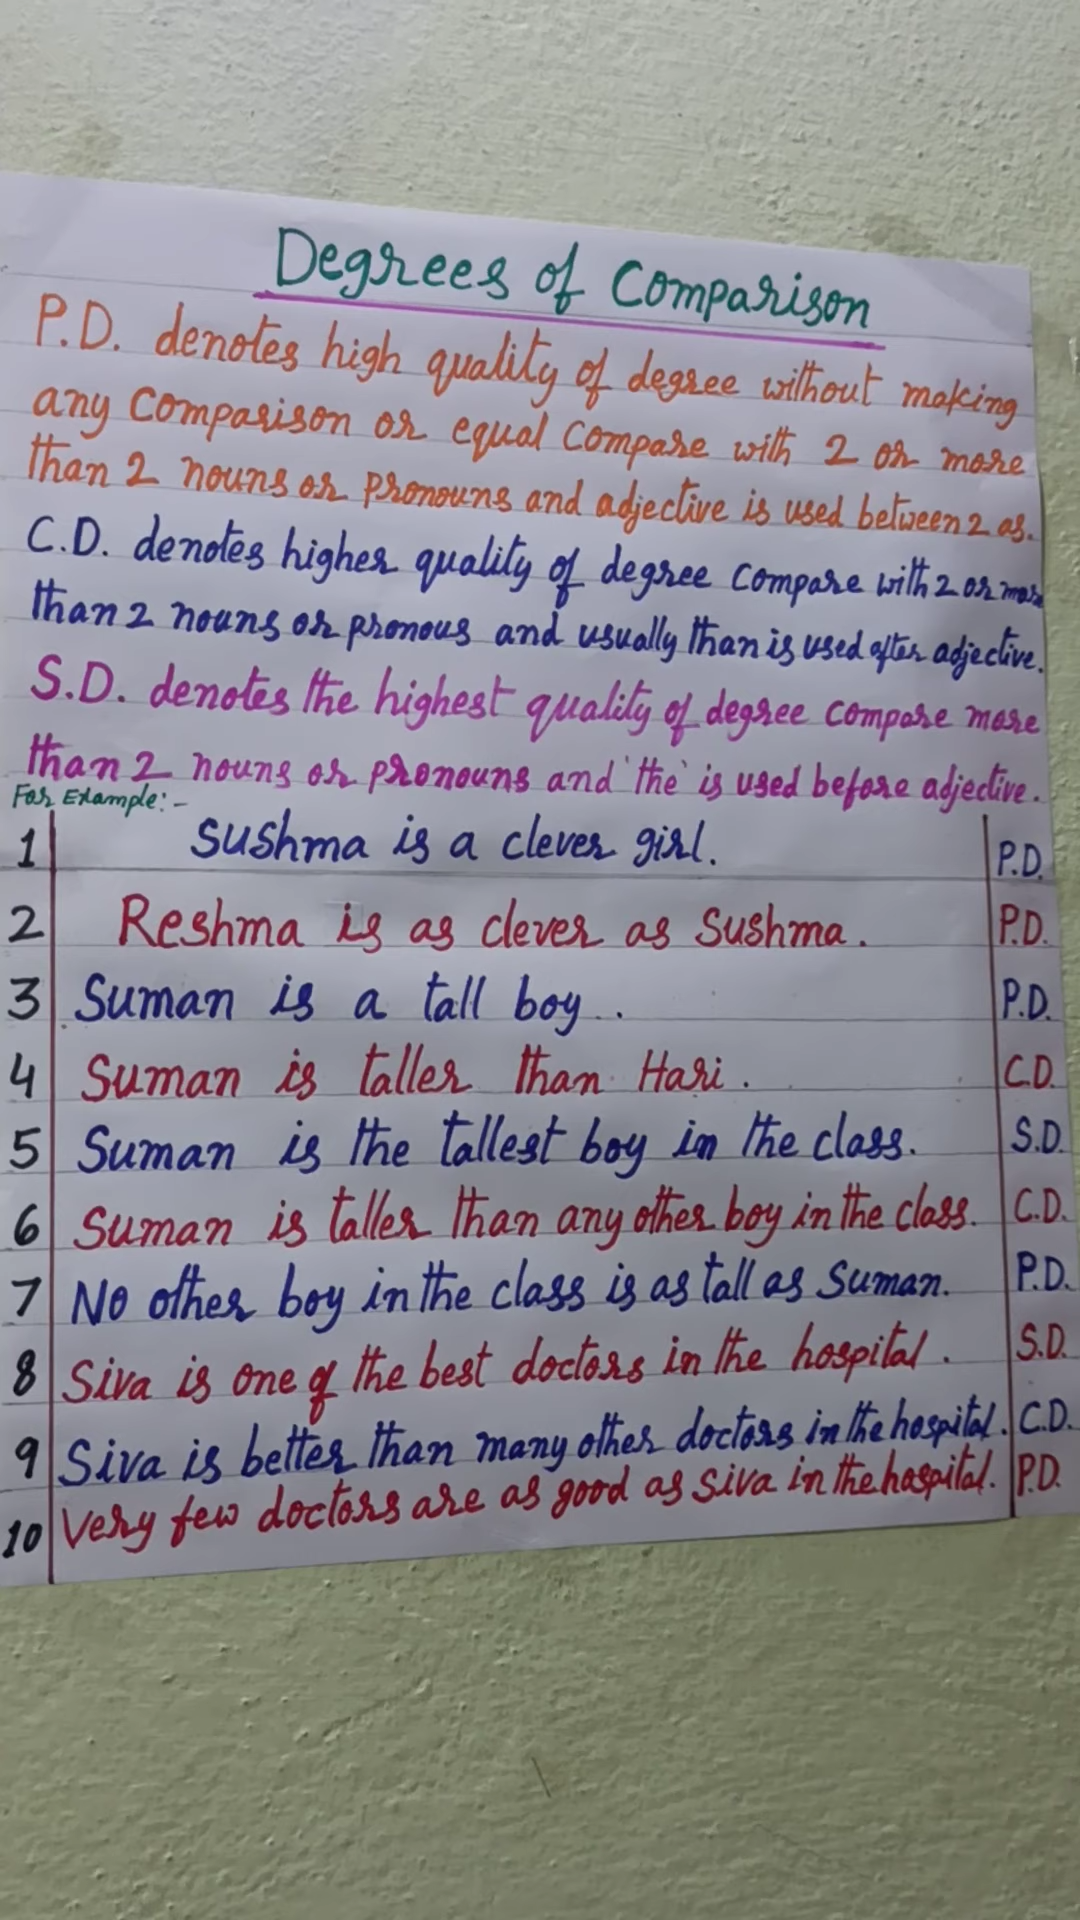 Degrees of Comparison
P.D. denotes high quality of degree without making
any Comparison or equal Compare with 2 or more
than 2 nouns or pronouns and adjective is used between 2 as.
C.D. denotes higher quality of degree Compare with 2 or more
than 2 nouns or pronous and usually than is used after adjective.
S.D. denotes the highest quality of degree compare more
than 2 nouns or pronouns and 'the' is used before adjective.
For Example:-
1 Sushma is a clever girl. P.D.
2 Reshma is as clever as Sushma. P.D.
3 Suman is a tall boy.. P.D.
4 Suman is taller than Hari. C.D.
5 Suman is the tallest boy in the class. S.D.
6 Suman is taller than any other boy in the class. C.D.
7 No other boy in the class is as tall as Suman. P.D.
8 Siva is one of the best doctors in the hospital. S.D.
9 Siva is better than many other doctors in the hospital. C.D.
10 Very few doctors are as good as Siva in the hospital. P.D.